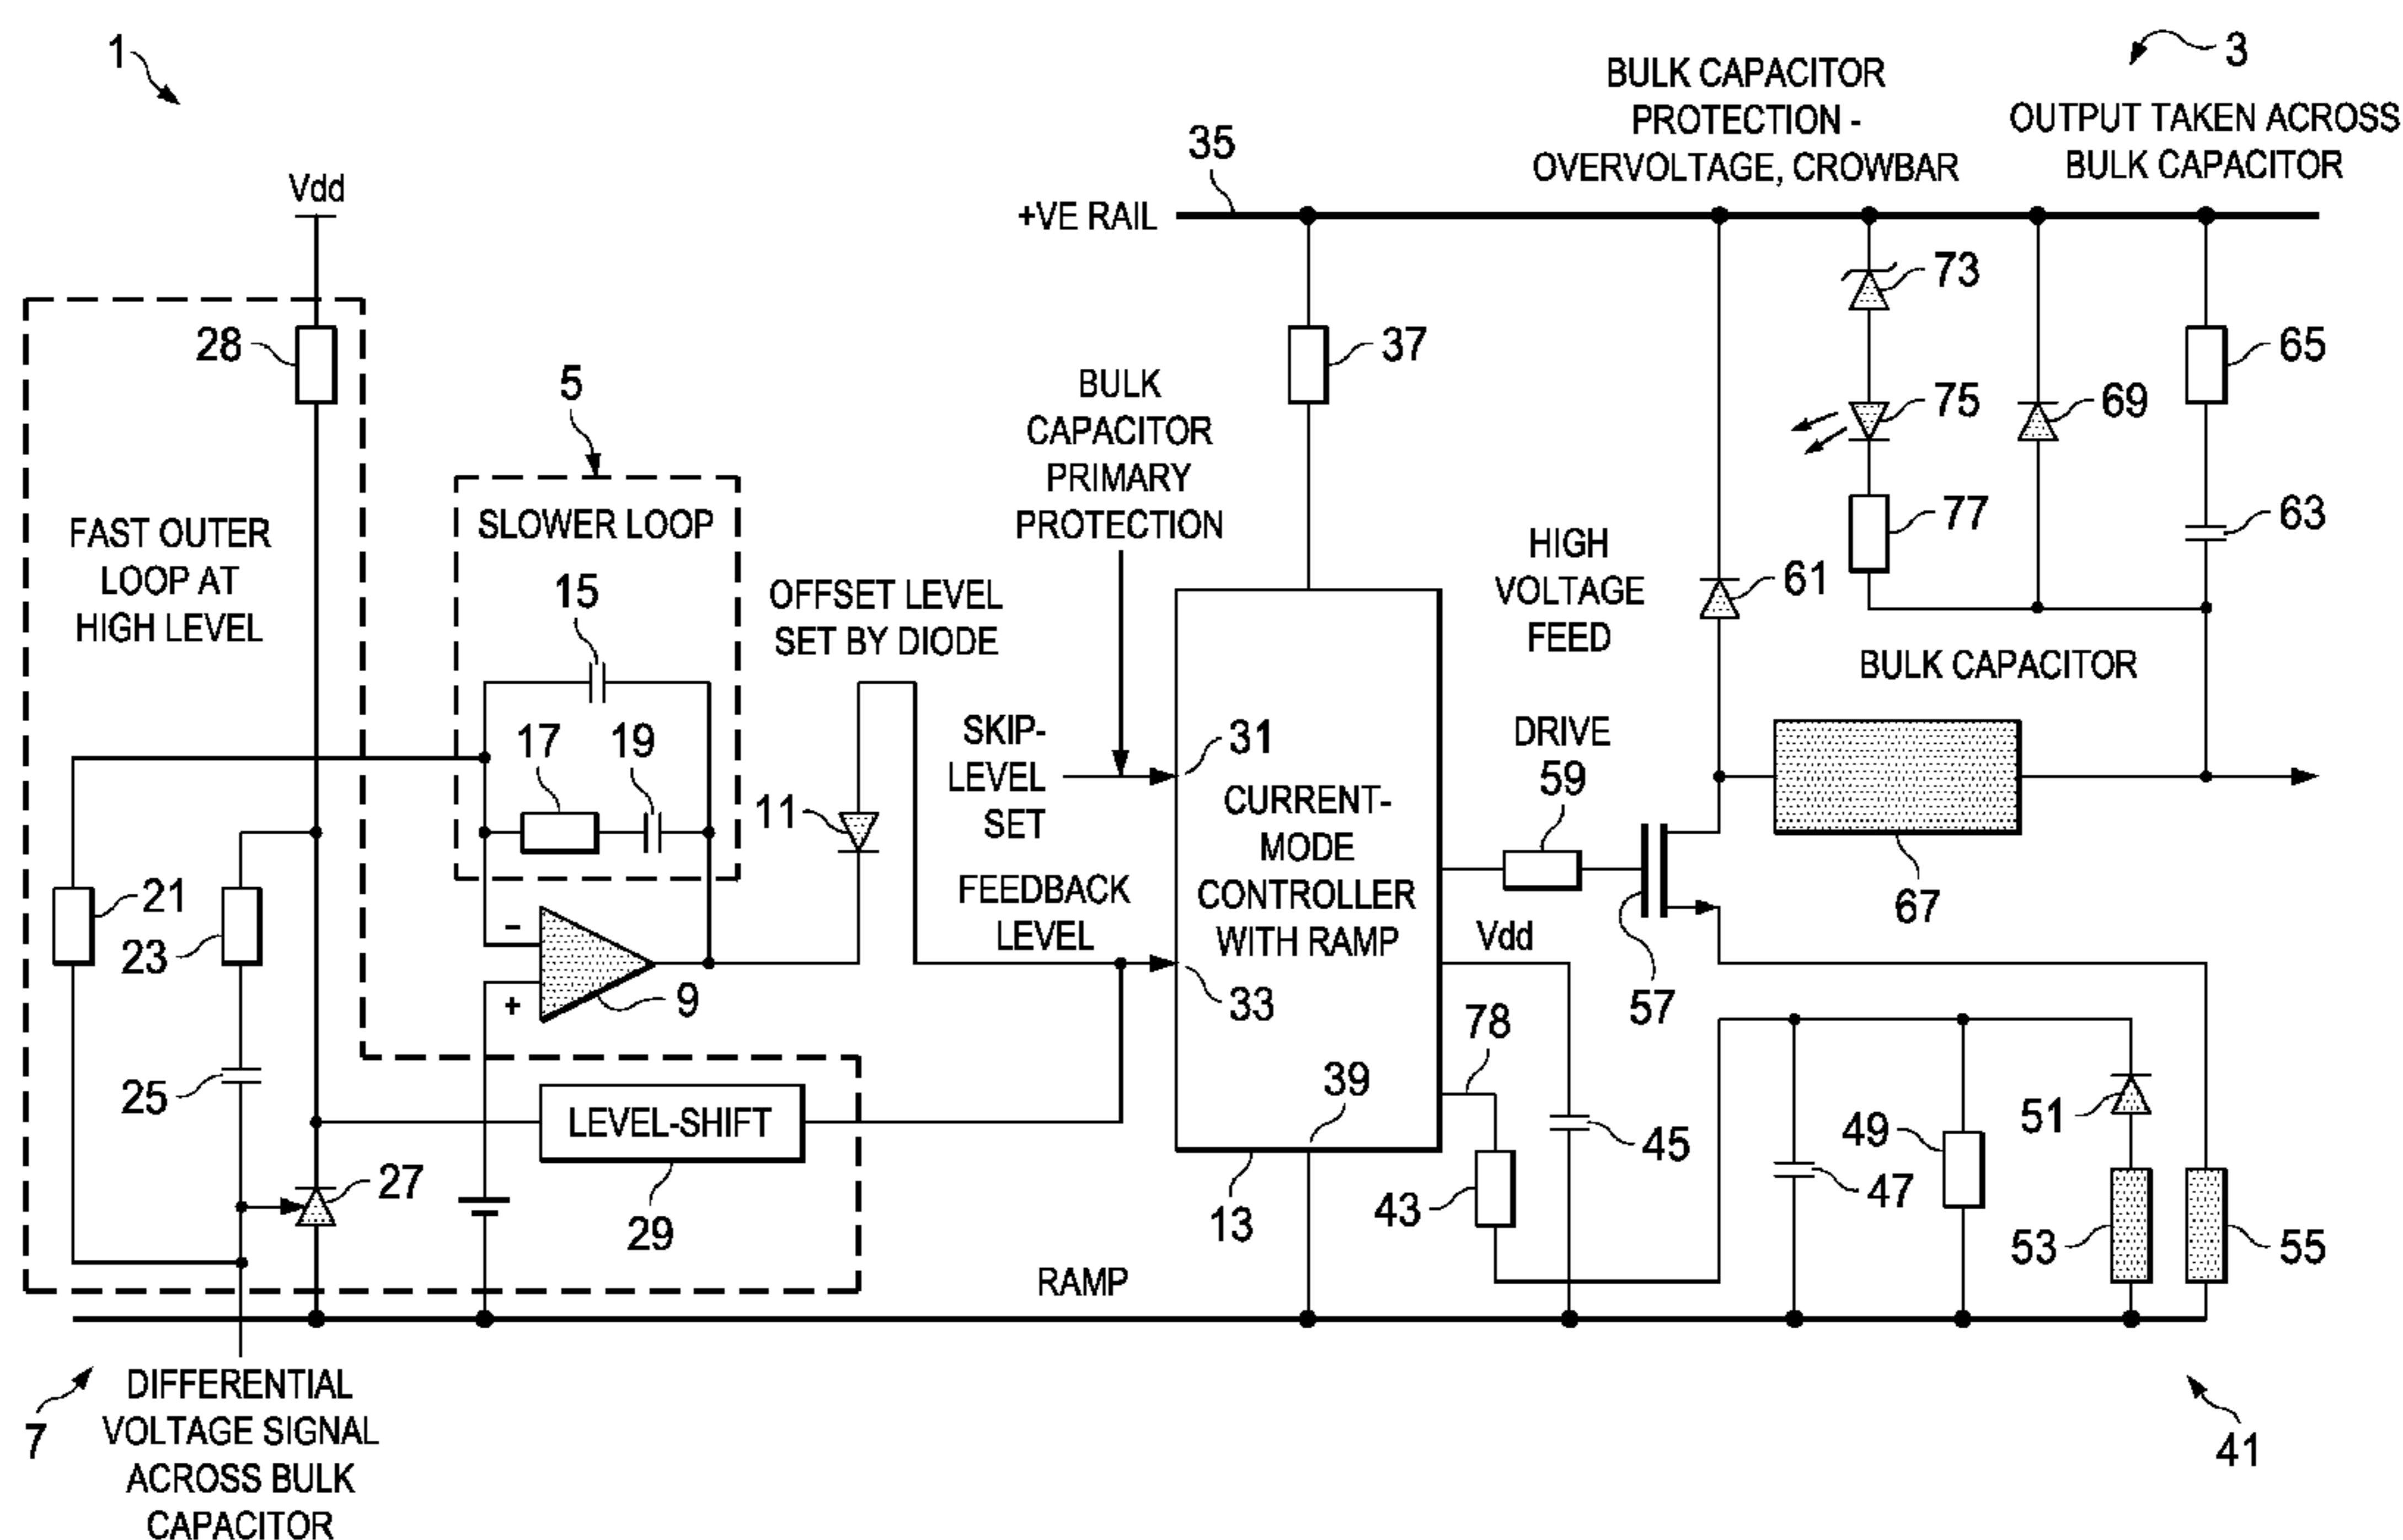 1
3
BULK CAPACITOR
PROTECTION -
OVERVOLTAGE, CROWBAR
OUTPUT TAKEN ACROSS
BULK CAPACITOR
35
Vdd
+VE RAIL
28
5
37
BULK
CAPACITOR
PRIMARY
PROTECTION
73
75
69
65
77
63
FAST OUTER
LOOP AT
HIGH LEVEL
SLOWER LOOP
15
OFFSET LEVEL
SET BY DIODE
HIGH
VOLTAGE
FEED
61
BULK CAPACITOR
17
19
11
SKIP-
LEVEL
SET
31
CURRENT-
MODE
CONTROLLER
WITH RAMP
DRIVE
59
67
21
23
-
+
9
FEEDBACK
LEVEL
33
Vdd
57
25
78
39
LEVEL-SHIFT
27
29
13
43
45
47
49
51
53
55
RAMP
7
DIFFERENTIAL
VOLTAGE SIGNAL
ACROSS BULK
CAPACITOR
41